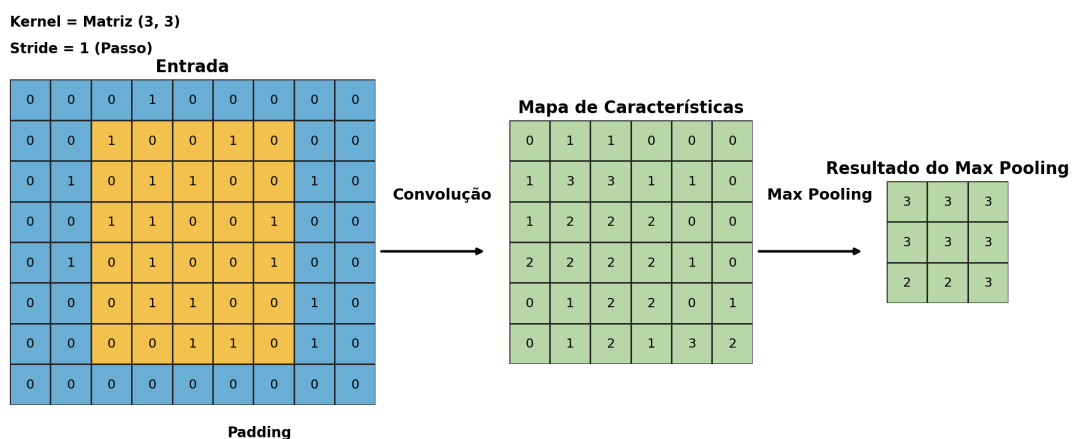 Kernel = Matriz (3, 3)
Stride = 1 (Passo)
Entrada
0 0 0 1 0 0 0 0 0
0 0 1 0 0 1 0 0 0
0 1 0 1 1 0 0 1 0
0 0 1 1 0 0 1 0 0
0 1 0 1 0 0 1 0 0
0 0 0 1 1 0 0 1 0
0 0 0 0 1 1 0 1 0
0 0 0 0 0 0 0 0 0
Padding
Convolução
Mapa de Características
0 1 1 0 0 0
1 3 3 1 1 0
1 2 2 2 0 0
2 2 2 2 1 0
0 1 2 2 0 1
0 1 2 1 3 2
Max Pooling
Resultado do Max Pooling
3 3 3
3 3 3
2 2 3